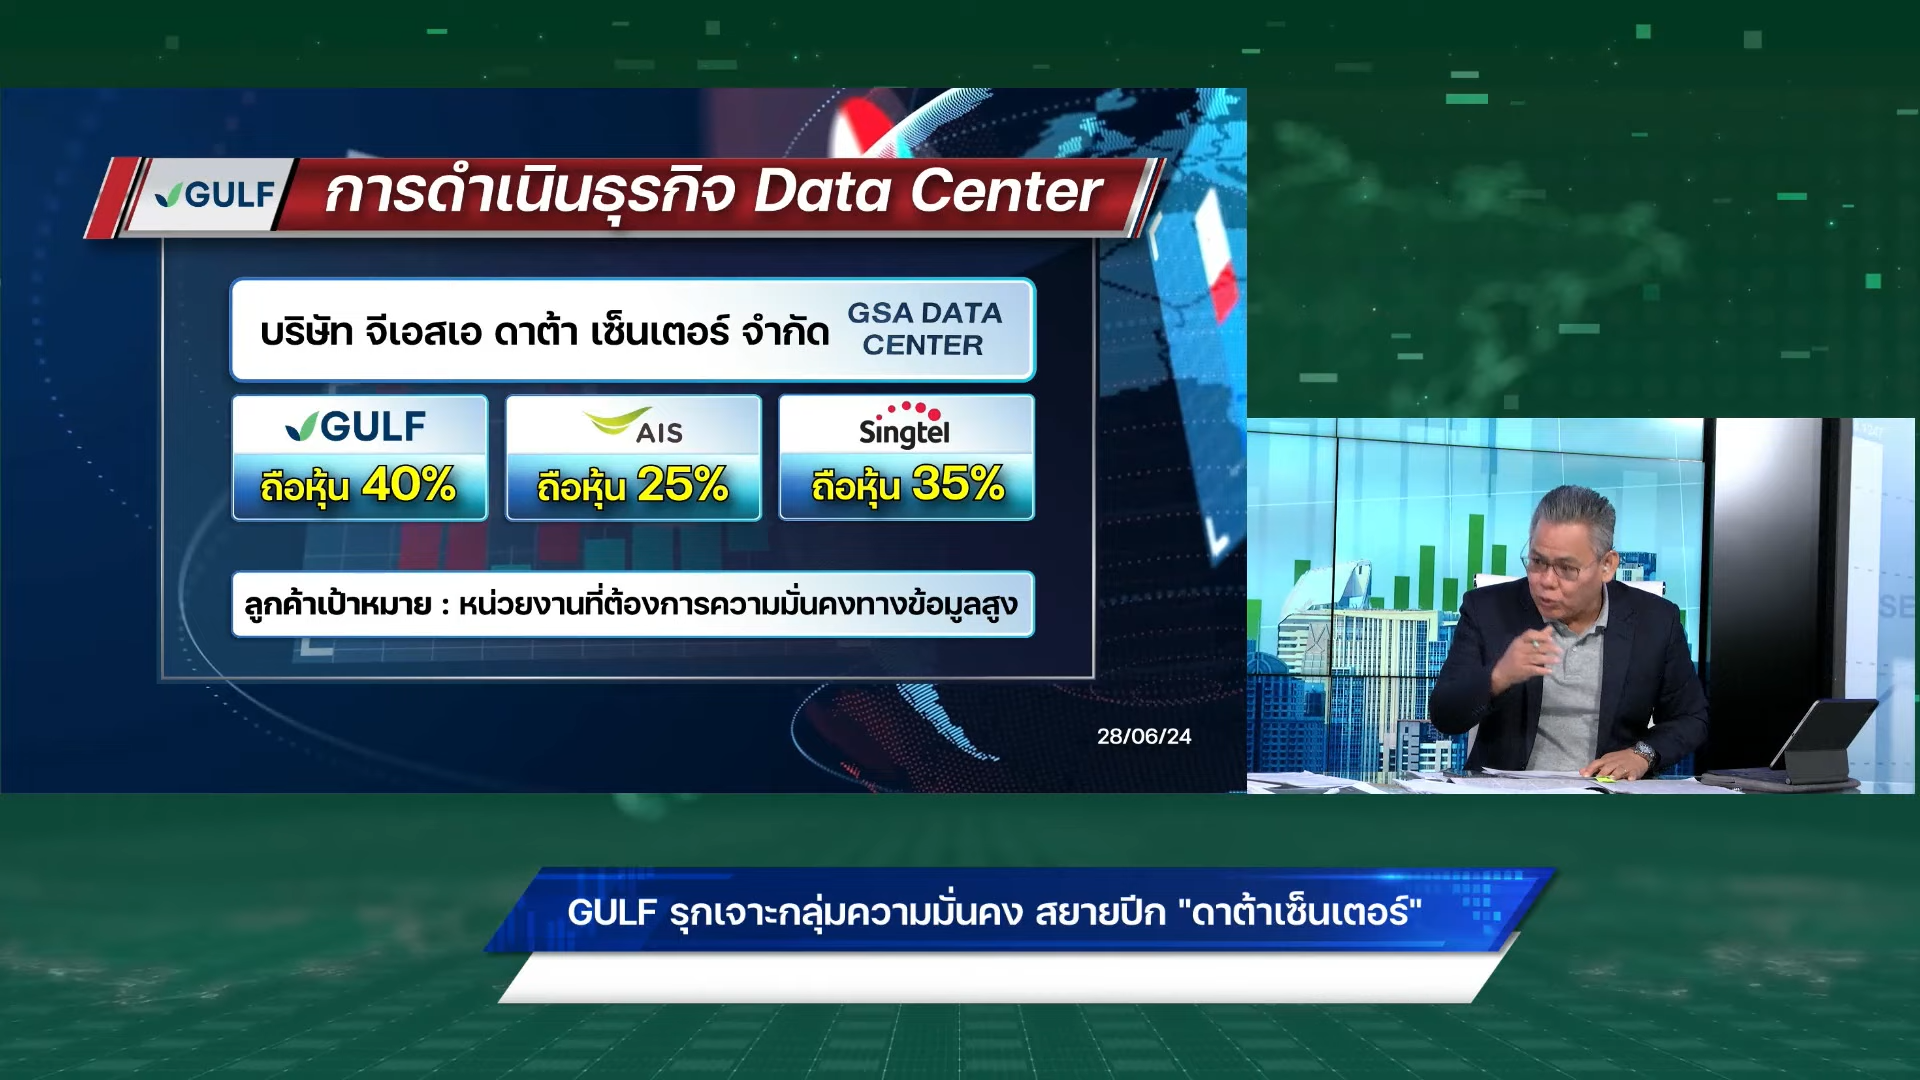 GULF การดำเนินธุรกิจ Data Center
บริษัท จีเอสเอ ดาต้า เซ็นเตอร์ จำกัด
GSA DATA
CENTER
GULF
ถือหุ้น 40%
AIS
ถือหุ้น 25%
Singtel
ถือหุ้น 35%
ลูกค้าเป้าหมาย : หน่วยงานที่ต้องการความมั่นคงทางข้อมูลสูง
28/06/24
SE
GULF รุกเจาะกลุ่มความมั่นคง สยายปีก "ดาต้าเซ็นเตอร์"